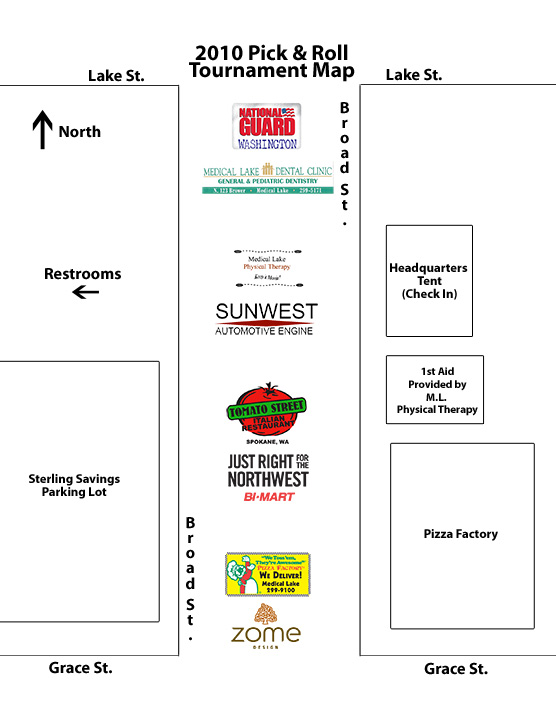 2010 Pick & Roll
Tournament Map
Lake St.
Lake St.
North
NATIONAL
GUARD
WASHINGTON
Broad St.
MEDICAL LAKE DENTAL CLINIC
GENERAL & PEDIATRIC DENTISTRY
N. 123 Brower · Medical Lake · 299-5171
Restrooms
Medical Lake
Physical Therapy
Headquarters
Tent
(Check In)
SUNWEST
AUTOMOTIVE ENGINE
1st Aid
Provided by
M.L.
Physical Therapy
TOMATO STREET
ITALIAN
RESTAURANT
SPOKANE, WA
JUST RIGHT FOR THE
NORTHWEST
BI-MART
Sterling Savings
Parking Lot
Pizza Factory
Broad St.
"We Toss'em,
They're Awesome"
PIZZA FACTORY
WE DELIVER!
Medical Lake
299-9100
zome
DESIGN
Grace St.
Grace St.